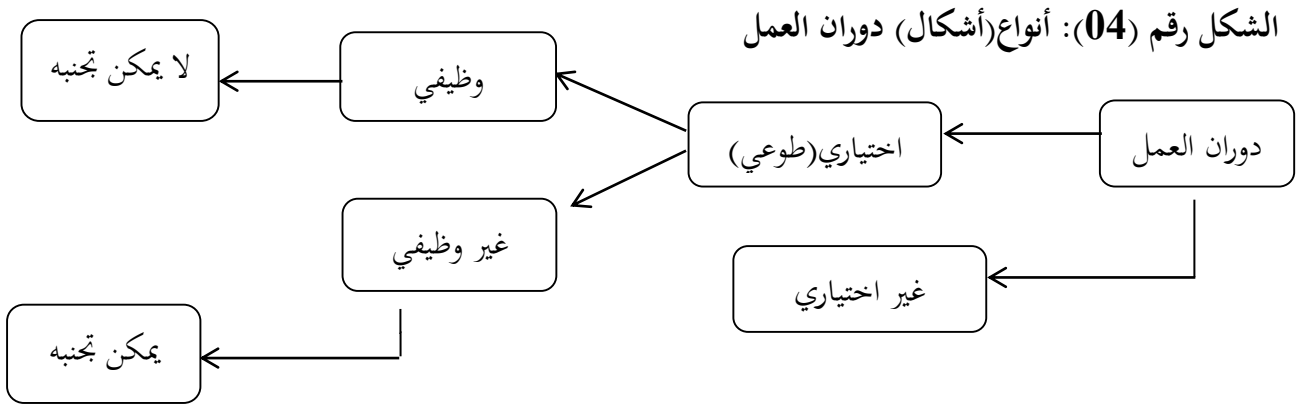 الشكل رقم (04): أنواع(أشكال) دوران العمل
دوران العمل
اختياري(طوعي)
وظيفي
لا يمكن تجنبه
غير وظيفي
غير اختياري
يمكن تجنبه